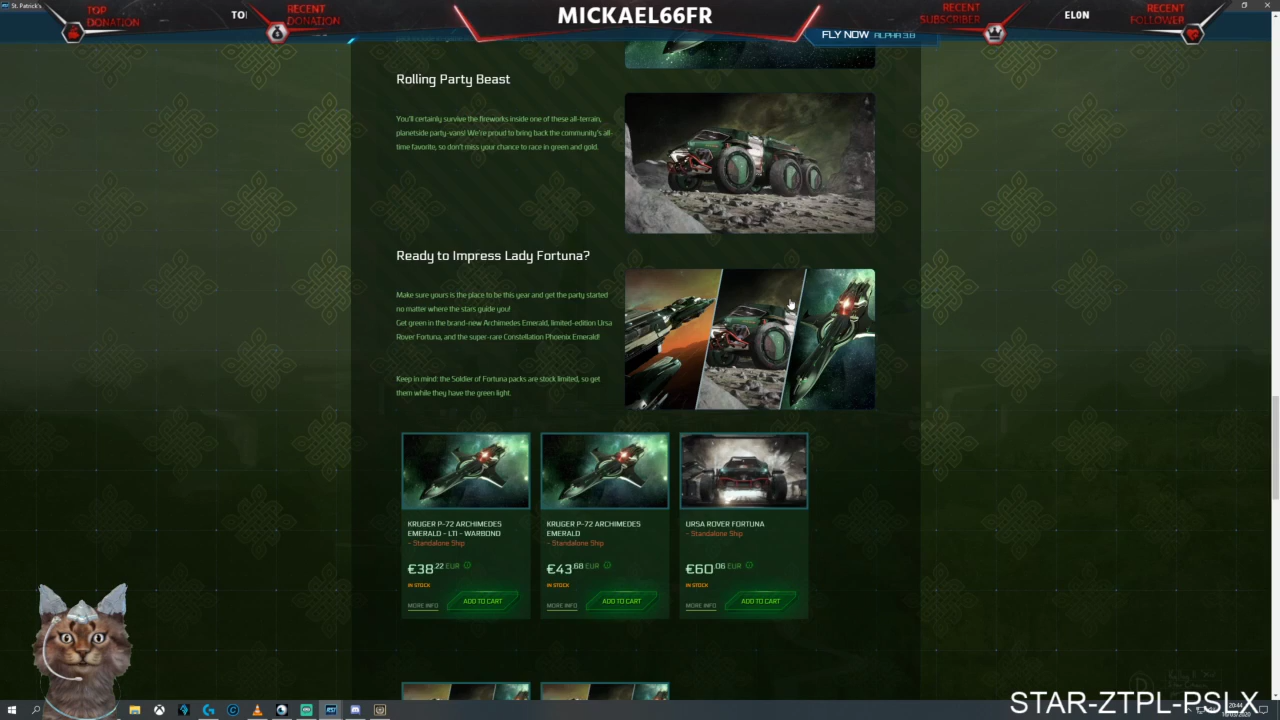 St. Patrick's
TOP
DONATION
TO
RECENT
DONATION
MICKAEL66FR
RECENT
SUBSCRIBER
EL0N
RECENT
FOLLOWER
FLY NOW ALPHA 3.8
Rolling Party Beast
You'll certainly survive the fireworks inside one of these all-terrain,
planetside party-vans! We're proud to bring back the community's all-
time favorite, so don't miss your chance to race in green and gold.
Ready to Impress Lady Fortuna?
Make sure yours is the place to be this year and get the party started
no matter where the stars guide you!
Get green in the brand-new Archimedes Emerald, limited-edition Ursa
Rover Fortuna, and the super-rare Constellation Phoenix Emerald!
Keep in mind: the Soldier of Fortuna packs are stock limited, so get
them while they have the green light.
KRUGER P-72 ARCHIMEDES
EMERALD - LTI - WARBOND
- Standalone Ship
€38.22 EUR
IN STOCK
MORE INFO
ADD TO CART
KRUGER P-72 ARCHIMEDES
EMERALD
- Standalone Ship
€43.68 EUR
IN STOCK
MORE INFO
ADD TO CART
URSA ROVER FORTUNA
- Standalone Ship
€60.06 EUR
IN STOCK
MORE INFO
ADD TO CART
STAR-ZTPL-PSLX
20:44